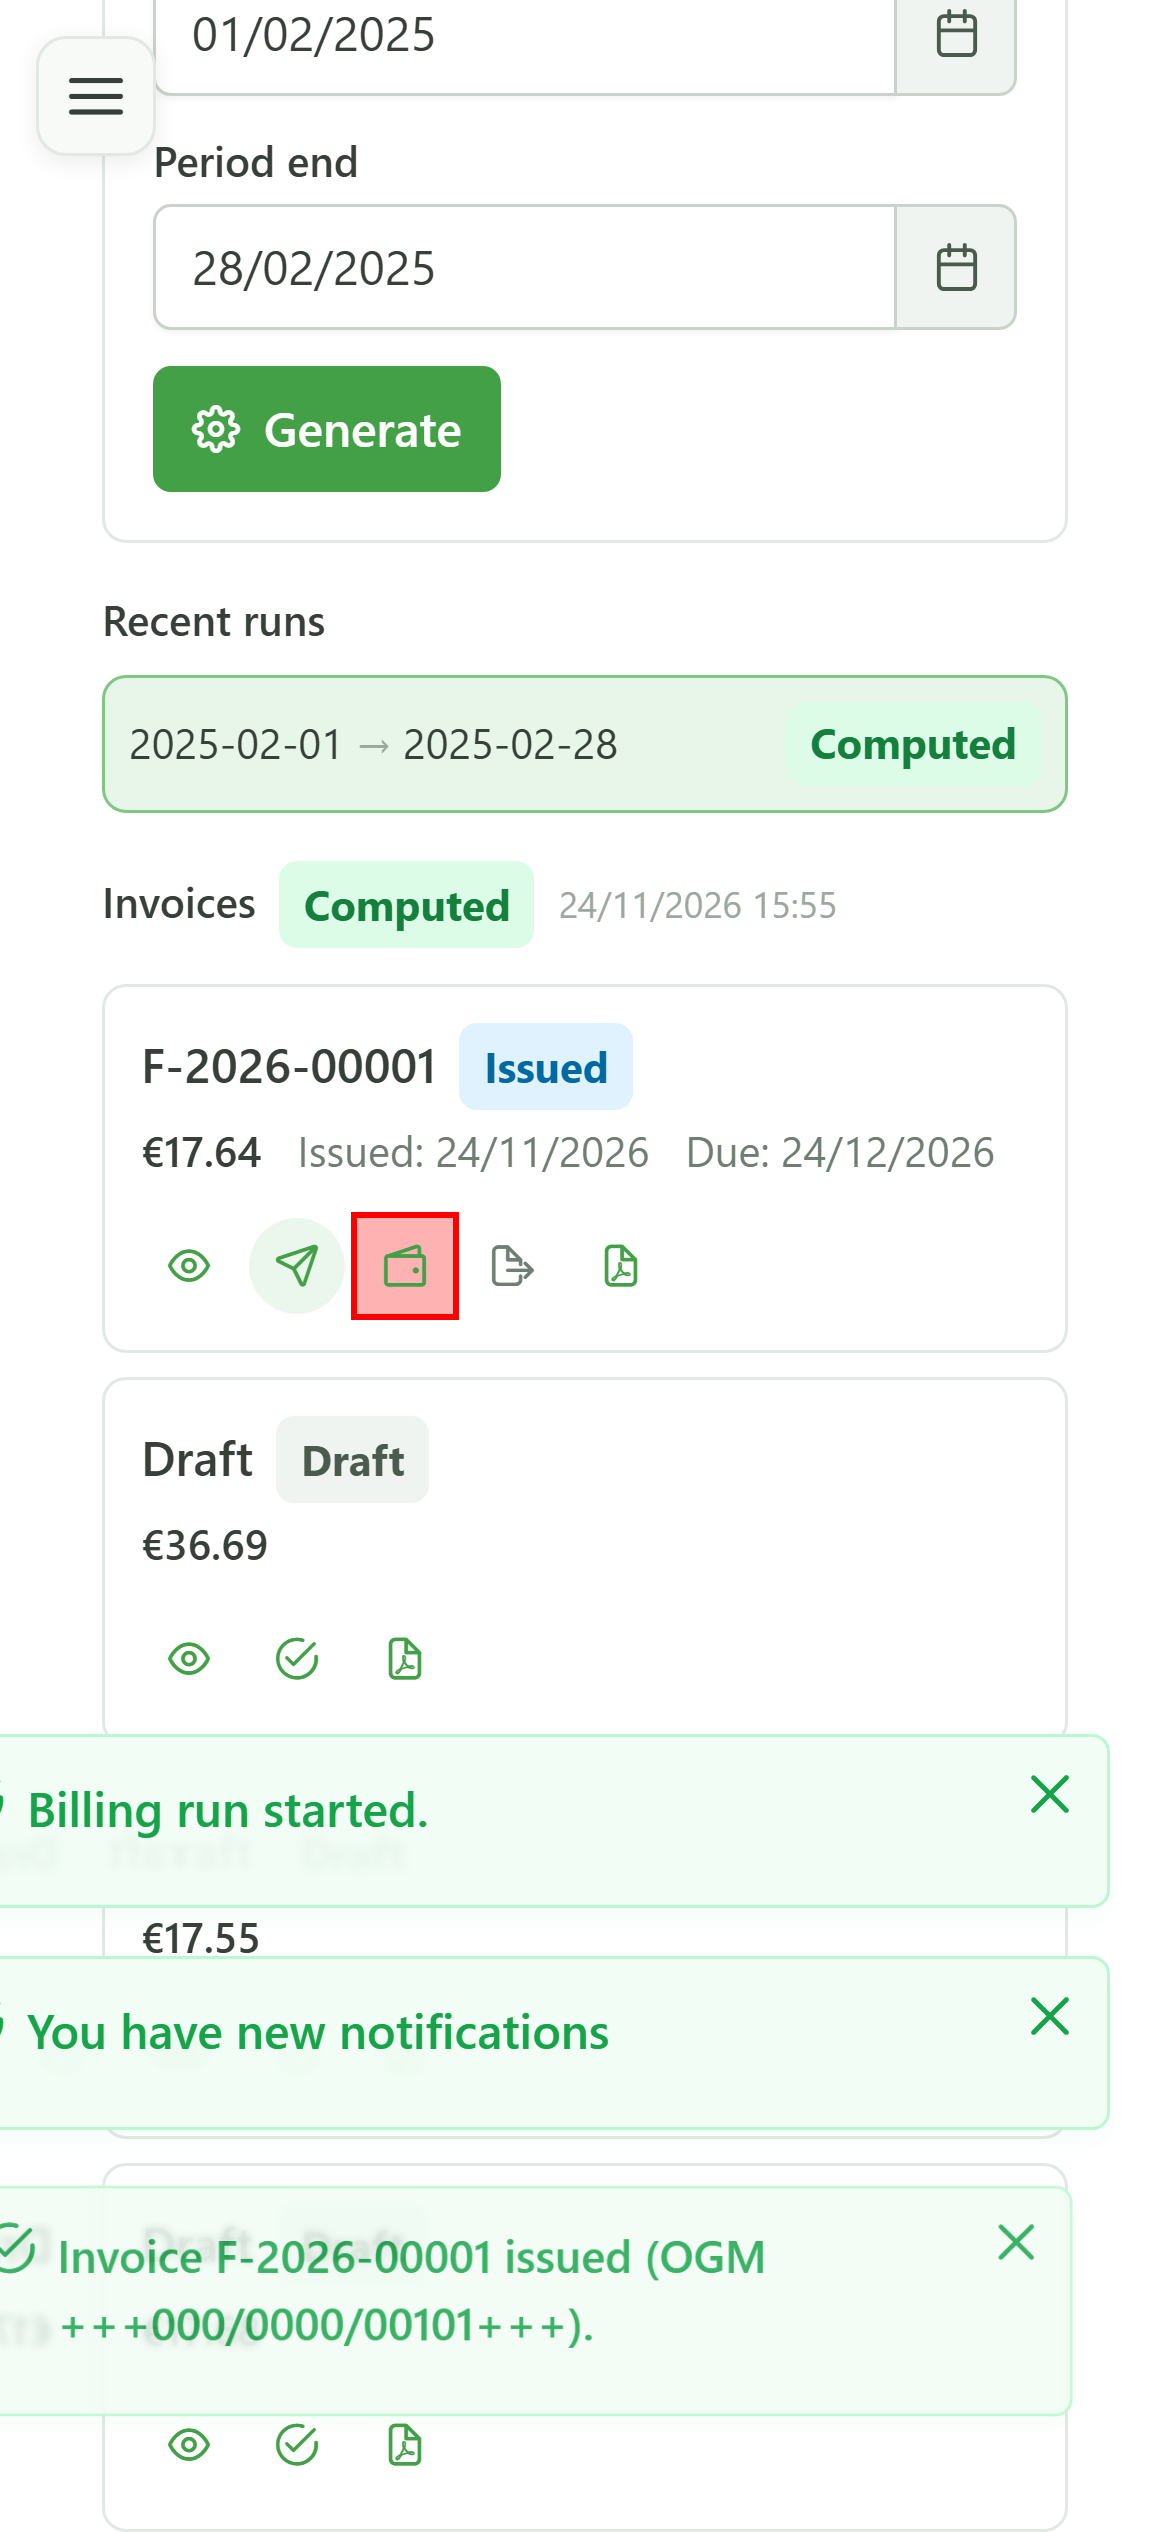 01/02/2025
Period end
28/02/2025
Generate
Recent runs
2025-02-01 → 2025-02-28 Computed
Invoices Computed 24/11/2026 15:55
F-2026-00001 Issued
€17.64 Issued: 24/11/2026 Due: 24/12/2026
Draft Draft
€36.69
Billing run started.
Draft
€17.55
You have new notifications
Draft Draft
Invoice F-2026-00001 issued (OGM
+++000/0000/00101+++).